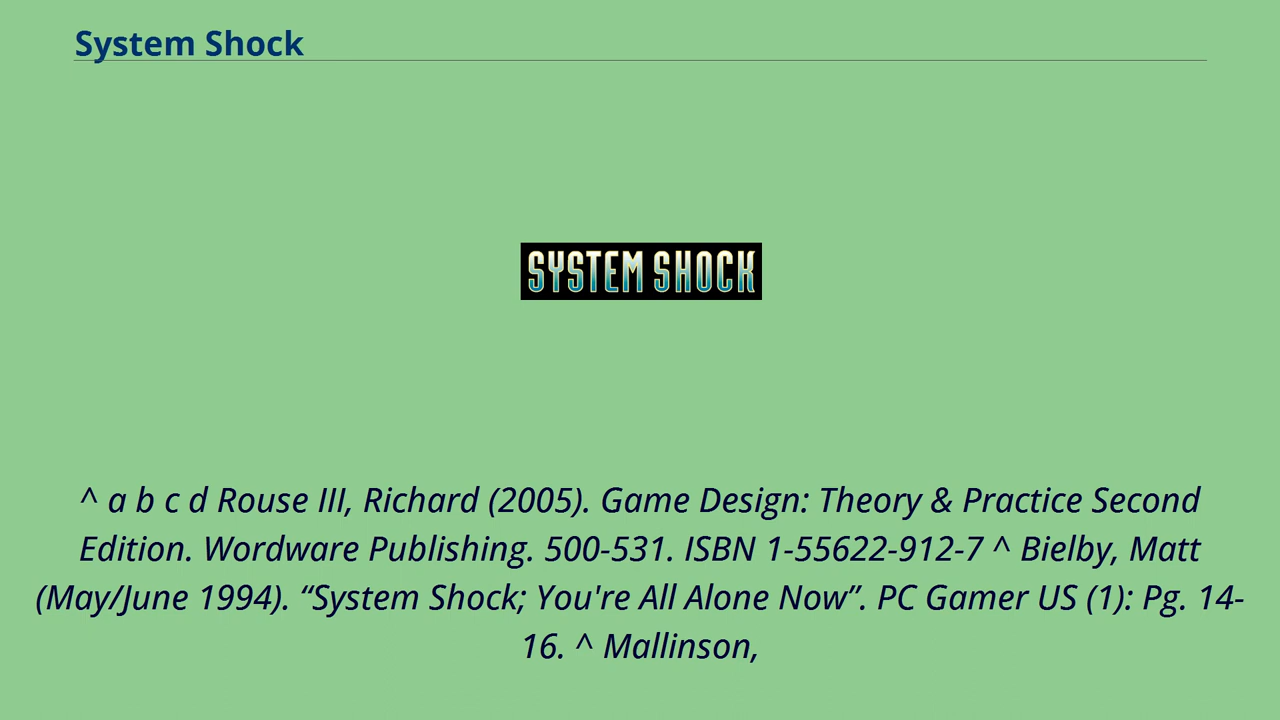 System Shock
SYSTEM SHOCK
^ a b c d Rouse III, Richard (2005). Game Design: Theory & Practice Second
Edition. Wordware Publishing. 500-531. ISBN 1-55622-912-7 ^ Bielby, Matt
(May/June 1994). “System Shock; You're All Alone Now”. PC Gamer US (1): Pg. 14-
16. ^ Mallinson,